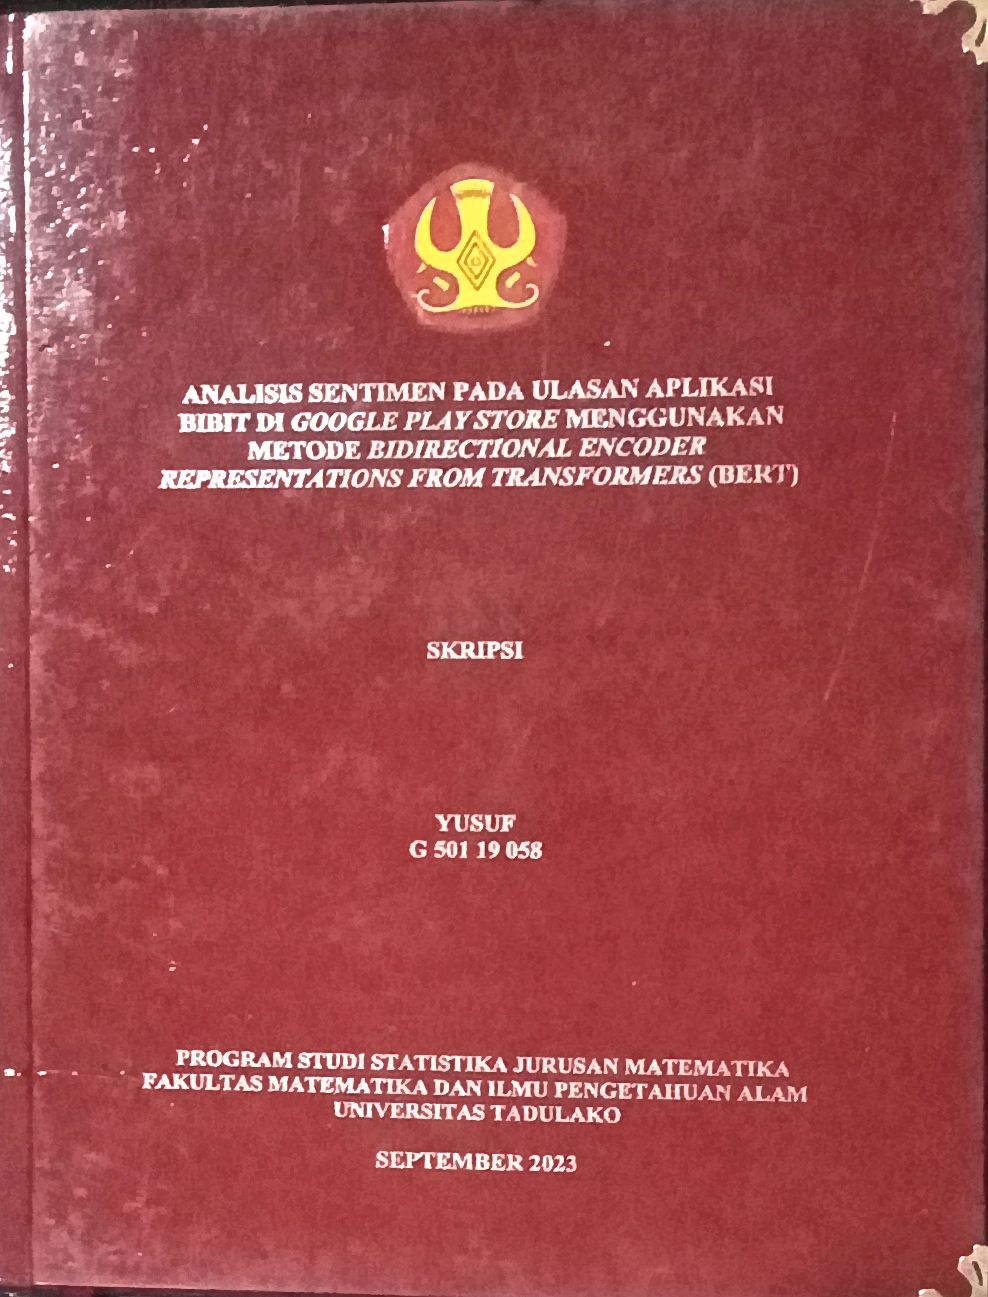 ANALISIS SENTIMEN PADA ULASAN APLIKASI
BIBIT DI GOOGLE PLAY STORE MENGGUNAKAN
METODE BIDIRECTIONAL ENCODER
REPRESENTATIONS FROM TRANSFORMERS (BERT)
SKRIPSI
YUSUF
G 501 19 058
PROGRAM STUDI STATISTIKA JURUSAN MATEMATIKA
FAKULTAS MATEMATIKA DAN ILMU PENGETAHUAN ALAM
UNIVERSITAS TADULAKO
SEPTEMBER 2023